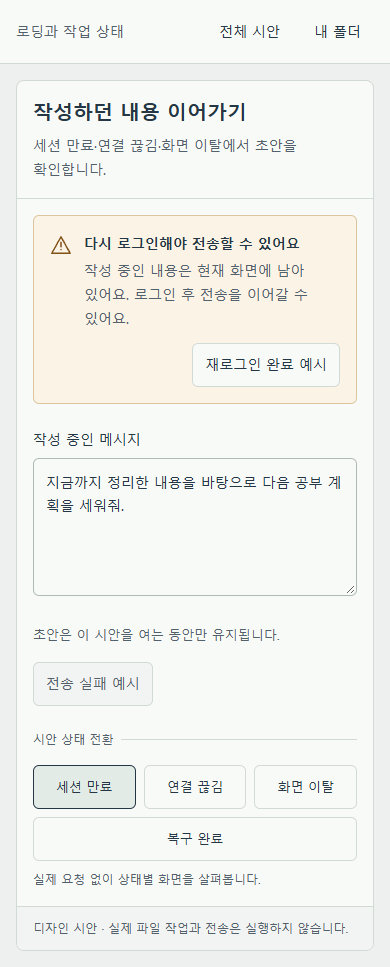 로딩과 작업 상태
전체 시안
내 폴더
작성하던 내용 이어가기
세션 만료·연결 끊김·화면 이탈에서 초안을
확인합니다.
다시 로그인해야 전송할 수 있어요
작성 중인 내용은 현재 화면에 남아
있어요. 로그인 후 전송을 이어갈 수
있어요.
재로그인 완료 예시
작성 중인 메시지
지금까지 정리한 내용을 바탕으로 다음 공부 계
획을 세워줘.
초안은 이 시안을 여는 동안만 유지됩니다.
전송 실패 예시
시안 상태 전환
세션 만료
연결 끊김
화면 이탈
복구 완료
실제 요청 없이 상태별 화면을 살펴봅니다.
디자인 시안 · 실제 파일 작업과 전송은 실행하지 않습니다.